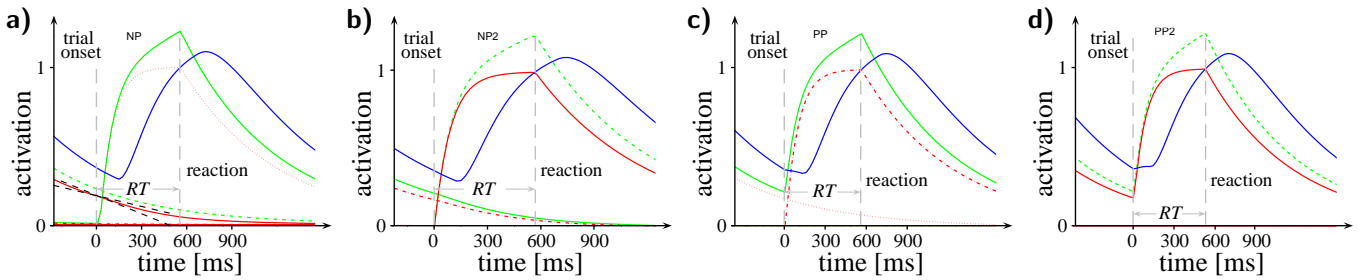 a)
activation
1
0
trial
onset
NP
RT
reaction
0 300 600 900
time [ms]
b)
activation
1
0
trial
onset
NP2
RT
reaction
0 300 600 900
time [ms]
c)
activation
1
0
trial
onset
PP
RT
reaction
0 300 600 900
time [ms]
d)
activation
1
0
trial
onset
PP2
RT
reaction
0 300 600 900
time [ms]